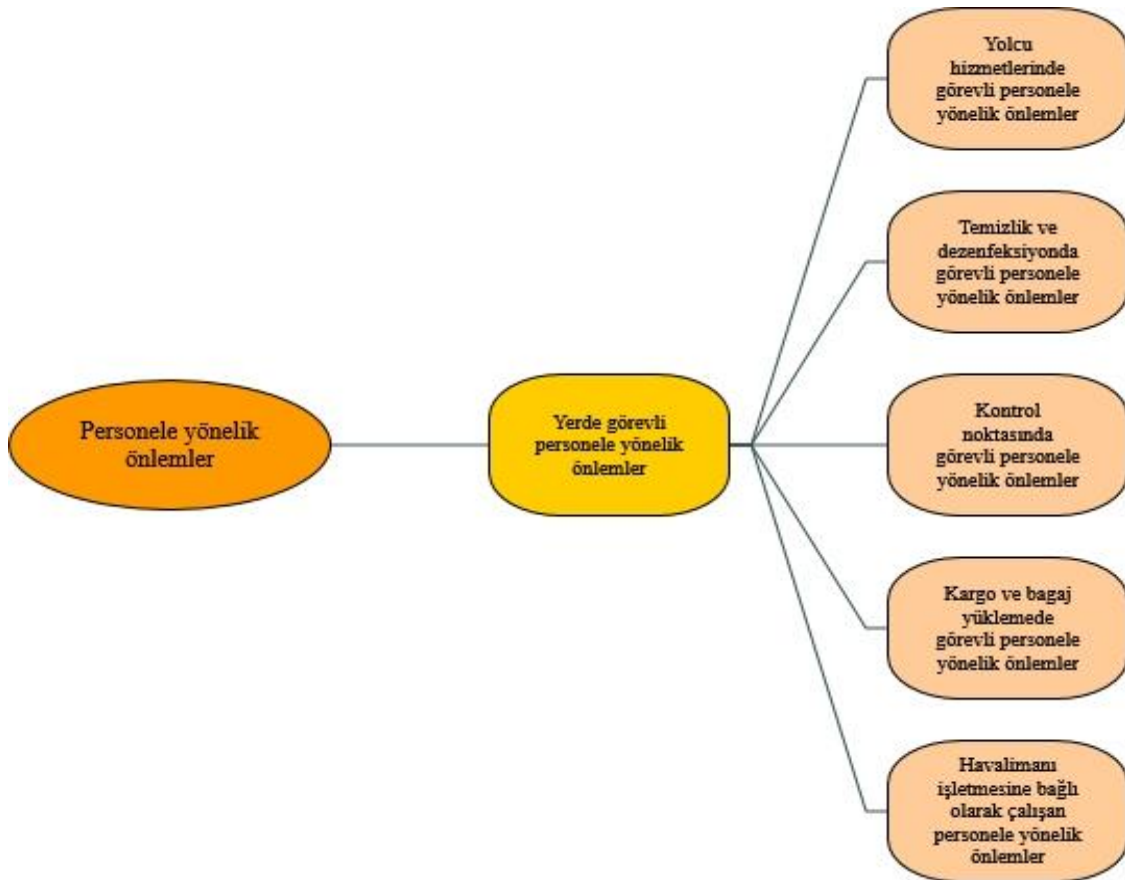 Personele yönelik
önlemler
Yerde görevli
personele yönelik
önlemler
Yolcu
hizmetlerinde
görevli personele
yönelik önlemler
Temizlik ve
dezenfeksiyonda
görevli personele
yönelik önlemler
Kontrol
noktasında
görevli personele
yönelik önlemler
Kargo ve bagaj
yüklemede
görevli personele
yönelik önlemler
Havalimanı
işletmesine bağlı
olarak çalışan
personele yönelik
önlemler